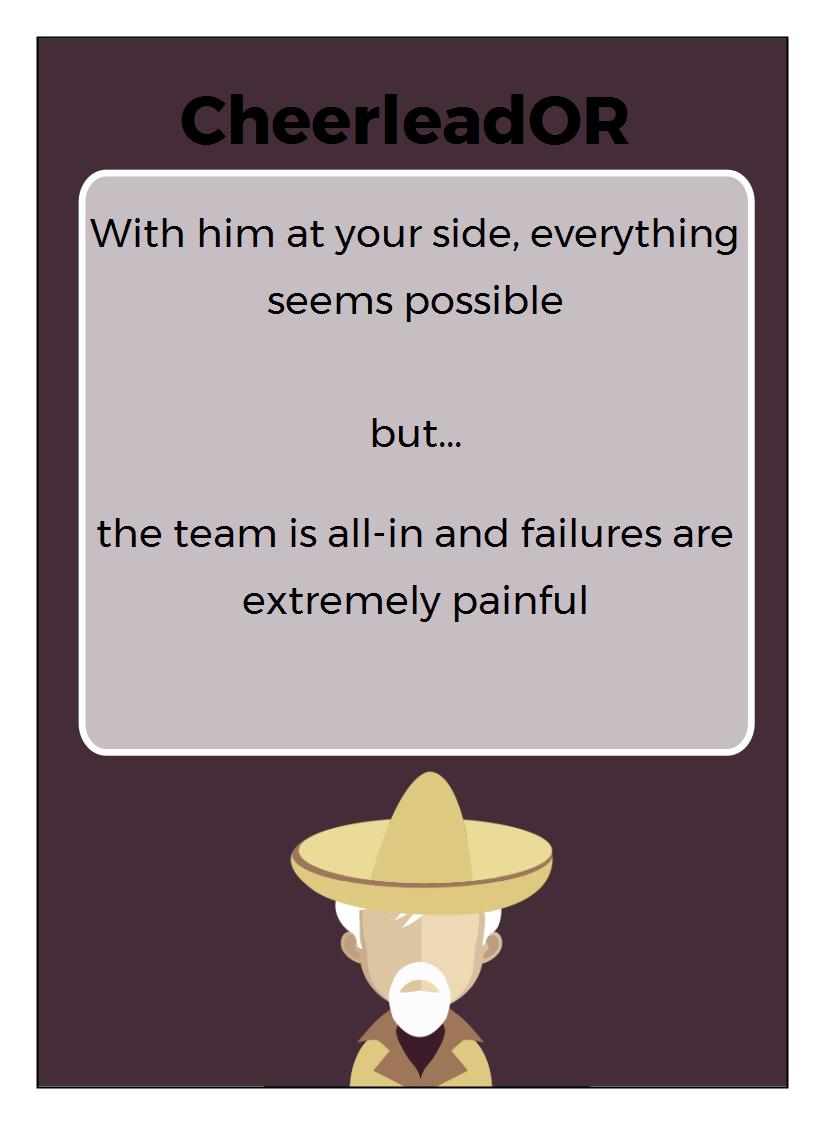 CheerleadOR
With him at your side, everything
seems possible
but...
the team is all-in and failures are
extremely painful